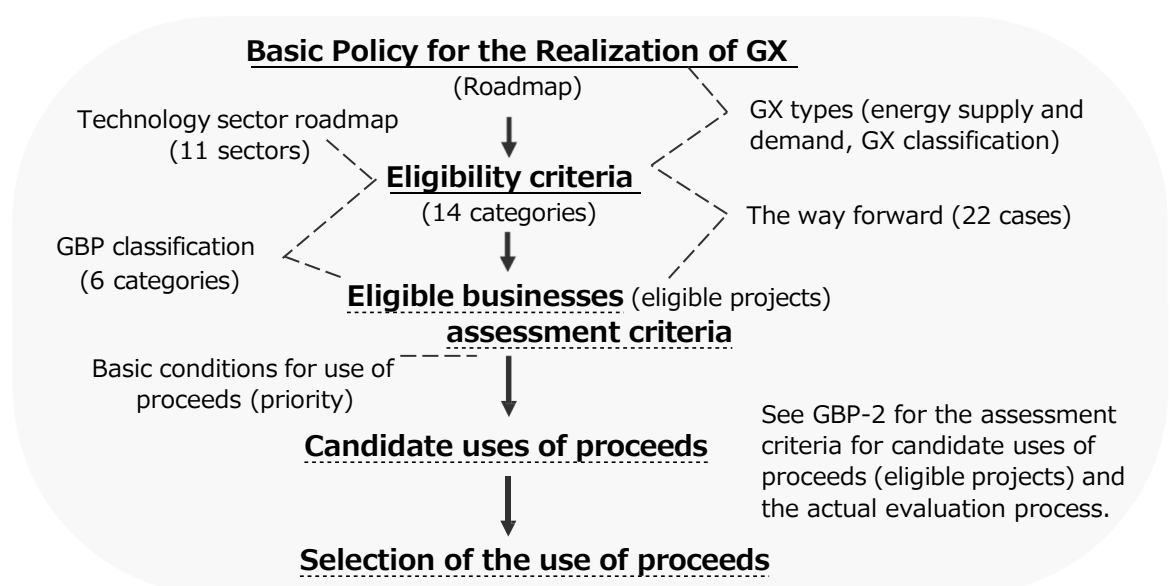 Basic Policy for the Realization of GX
(Roadmap)
Technology sector roadmap
(11 sectors)
GX types (energy supply and
demand, GX classification)
Eligibility criteria
(14 categories)
The way forward (22 cases)
GBP classification
(6 categories)
Eligible businesses (eligible projects)
assessment criteria
Basic conditions for use of
proceeds (priority)
See GBP-2 for the assessment
criteria for candidate uses of
proceeds (eligible projects) and
the actual evaluation process.
Candidate uses of proceeds
Selection of the use of proceeds